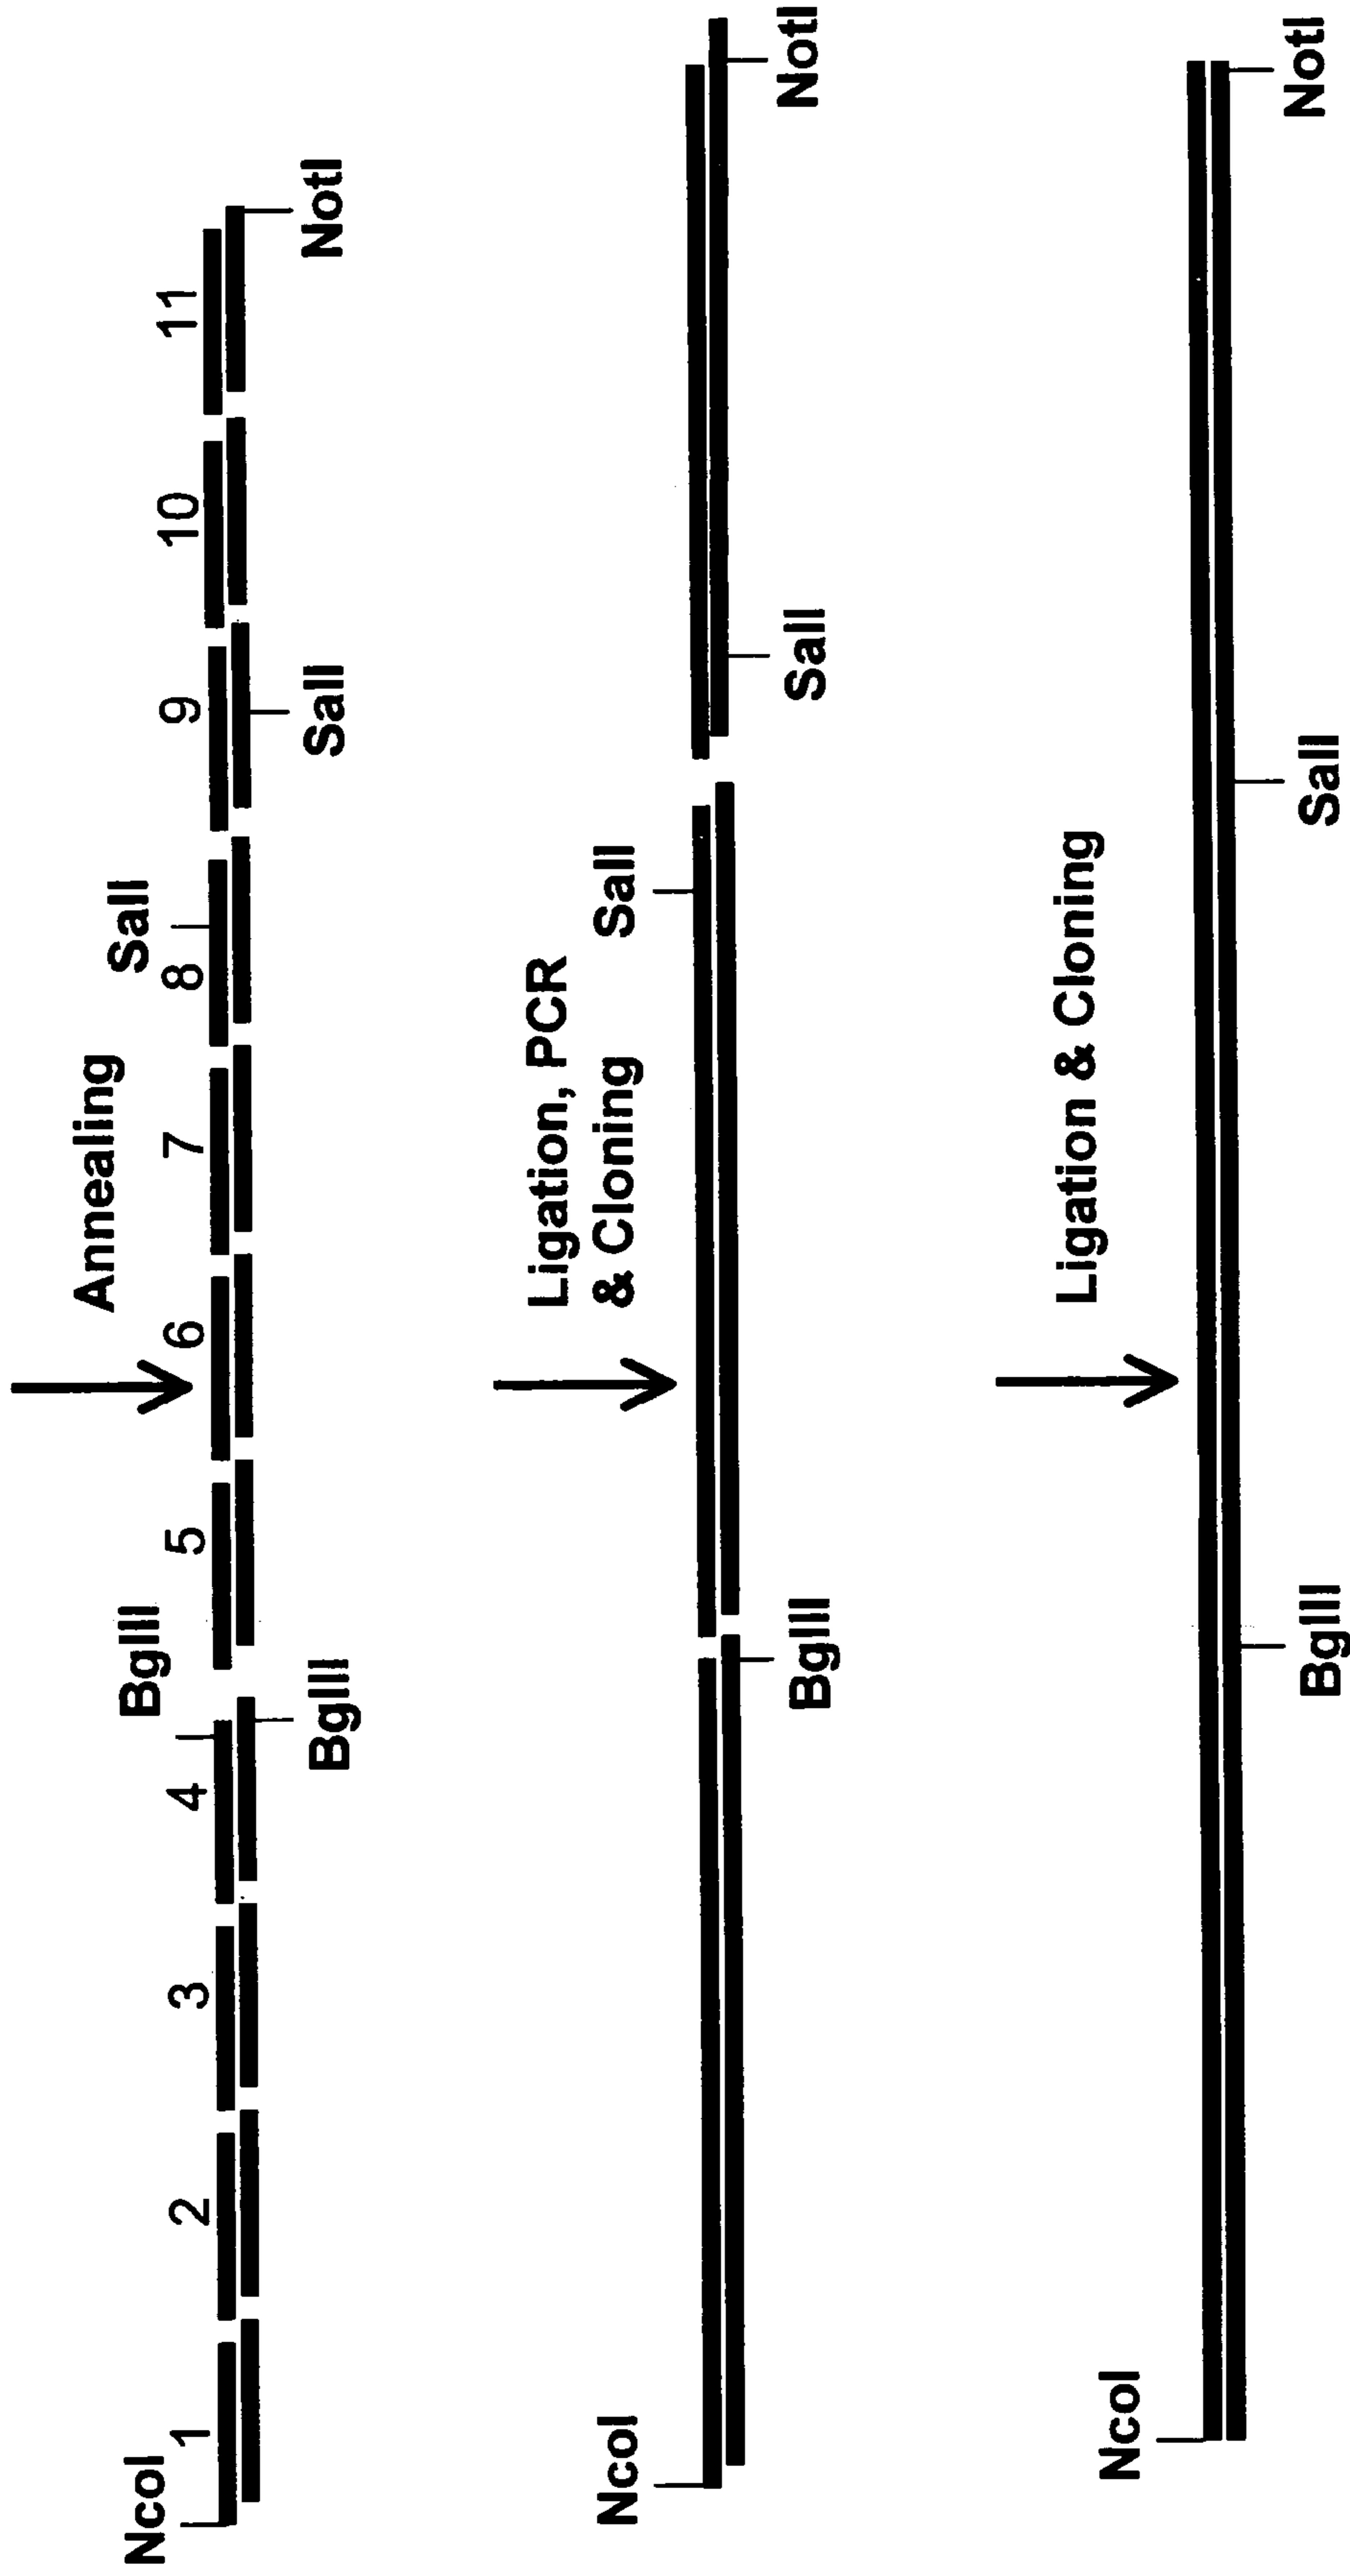 Annealing
NcoI
BglII
SalI
1 2 3 4 5 6 7 8 9 10 11
BglII
SalI
NotI
Ligation, PCR
& Cloning
NcoI
SalI
BglII
SalI
NotI
Ligation & Cloning
NcoI
BglII
SalI
NotI